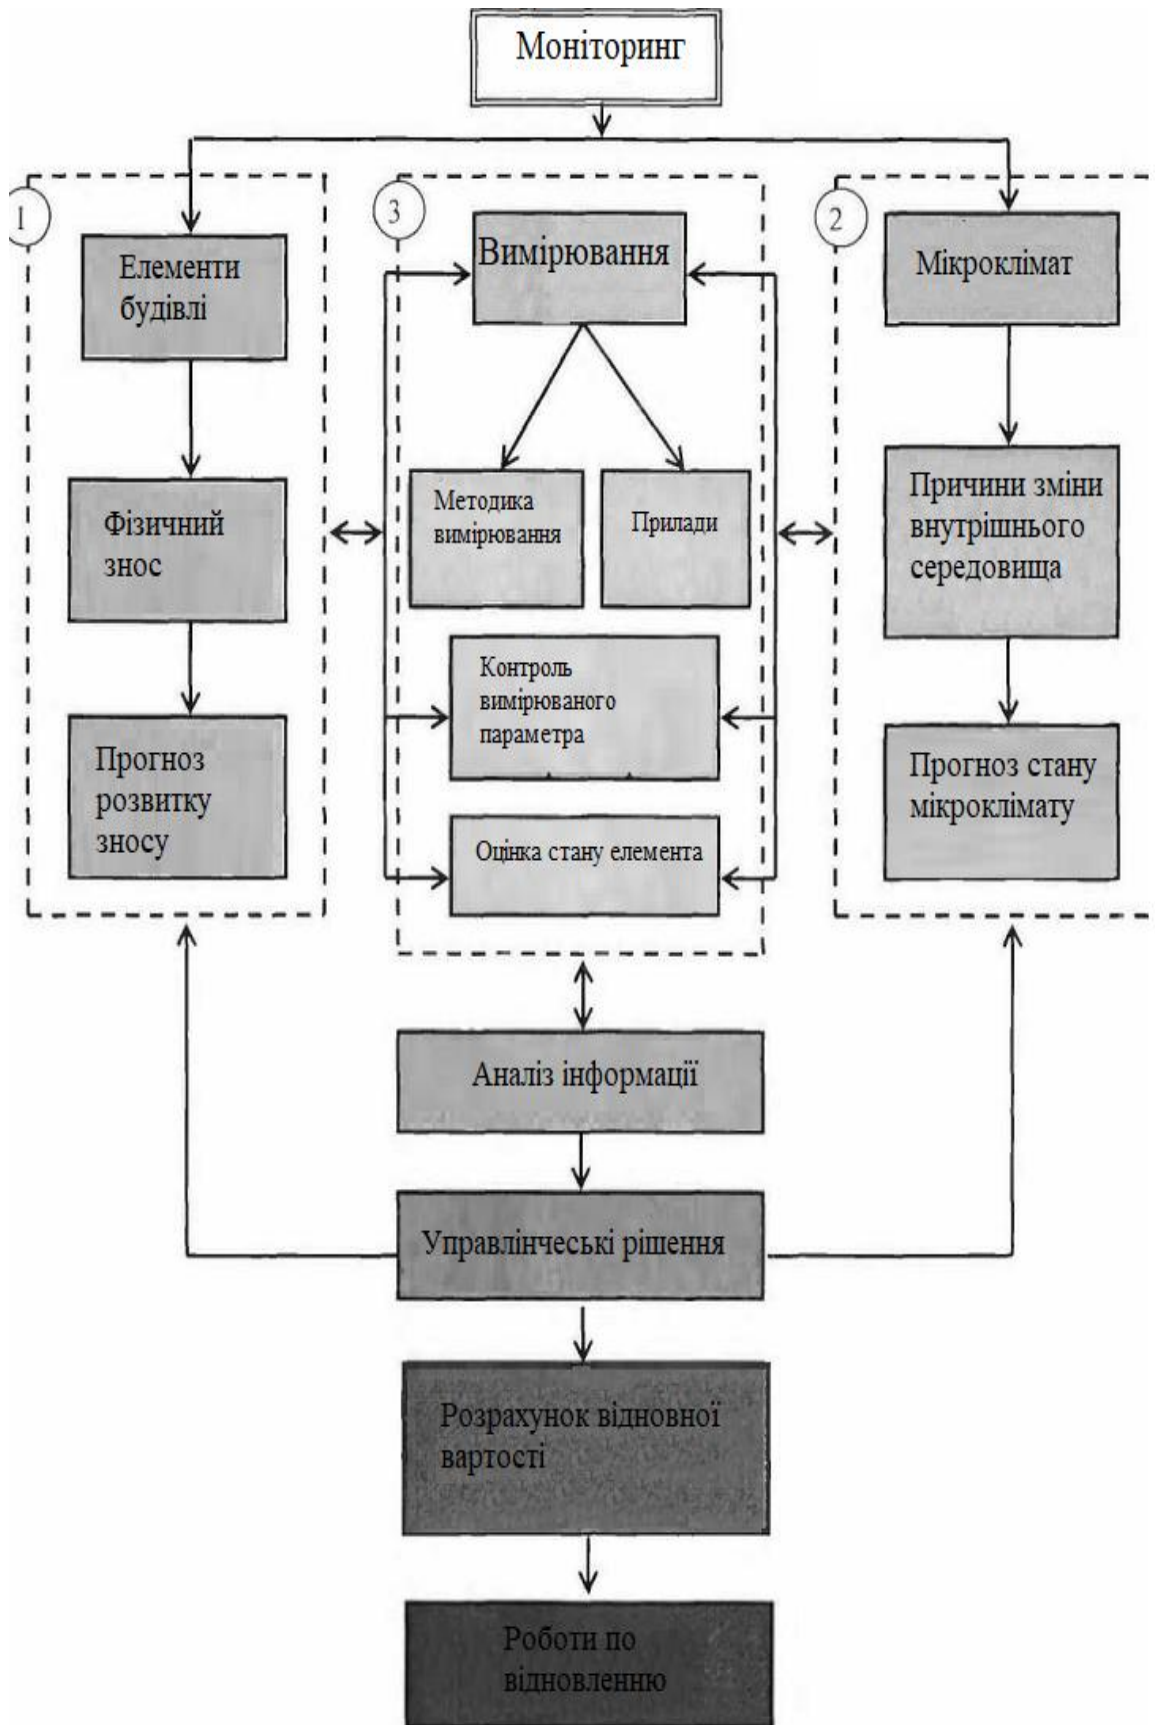 Моніторинг
1
Елементи
будівлі
Фізичний
знос
Прогноз
розвитку
зносу
3
Вимірювання
Методика
вимірювання
Прилади
Контроль
вимірюваного
параметра
Оцінка стану елемента
2
Мікроклімат
Причини зміни
внутрішнього
середовища
Прогноз стану
мікроклімату
Аналіз інформації
Управлінчеські рішення
Розрахунок відновної
вартості
Роботи по
відновленню